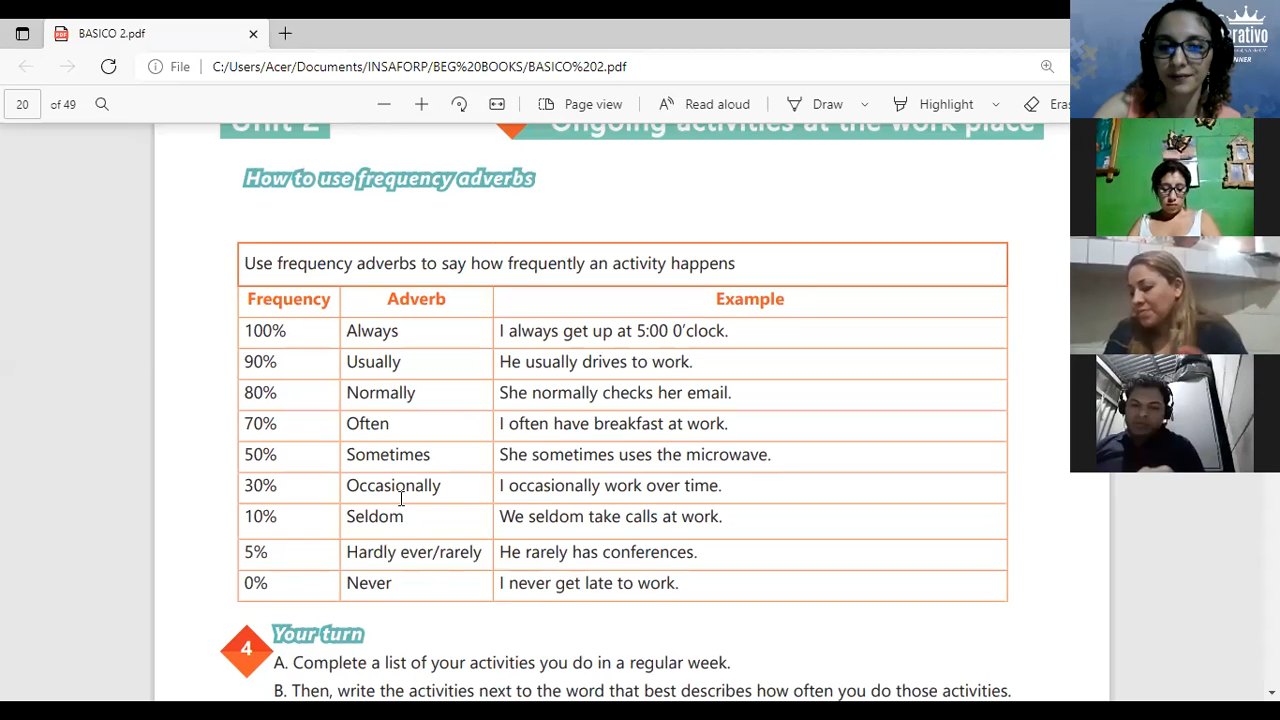 BASICO 2.pdf
File C:/Users/Acer/Documents/INSAFORP/BEG%20BOOKS/BASICO%202.pdf
20 of 49 Page view Read aloud Draw Highlight Eras
Unit 2 Ongoing activities at the work place
How to use frequency adverbs
Use frequency adverbs to say how frequently an activity happens
Frequency Adverb Example
100% Always I always get up at 5:00 0'clock.
90% Usually He usually drives to work.
80% Normally She normally checks her email.
70% Often I often have breakfast at work.
50% Sometimes She sometimes uses the microwave.
30% Occasionally I occasionally work over time.
10% Seldom We seldom take calls at work.
5% Hardly ever/rarely He rarely has conferences.
0% Never I never get late to work.
4 Your turn
A. Complete a list of your activities you do in a regular week.
B. Then, write the activities next to the word that best describes how often you do those activities.